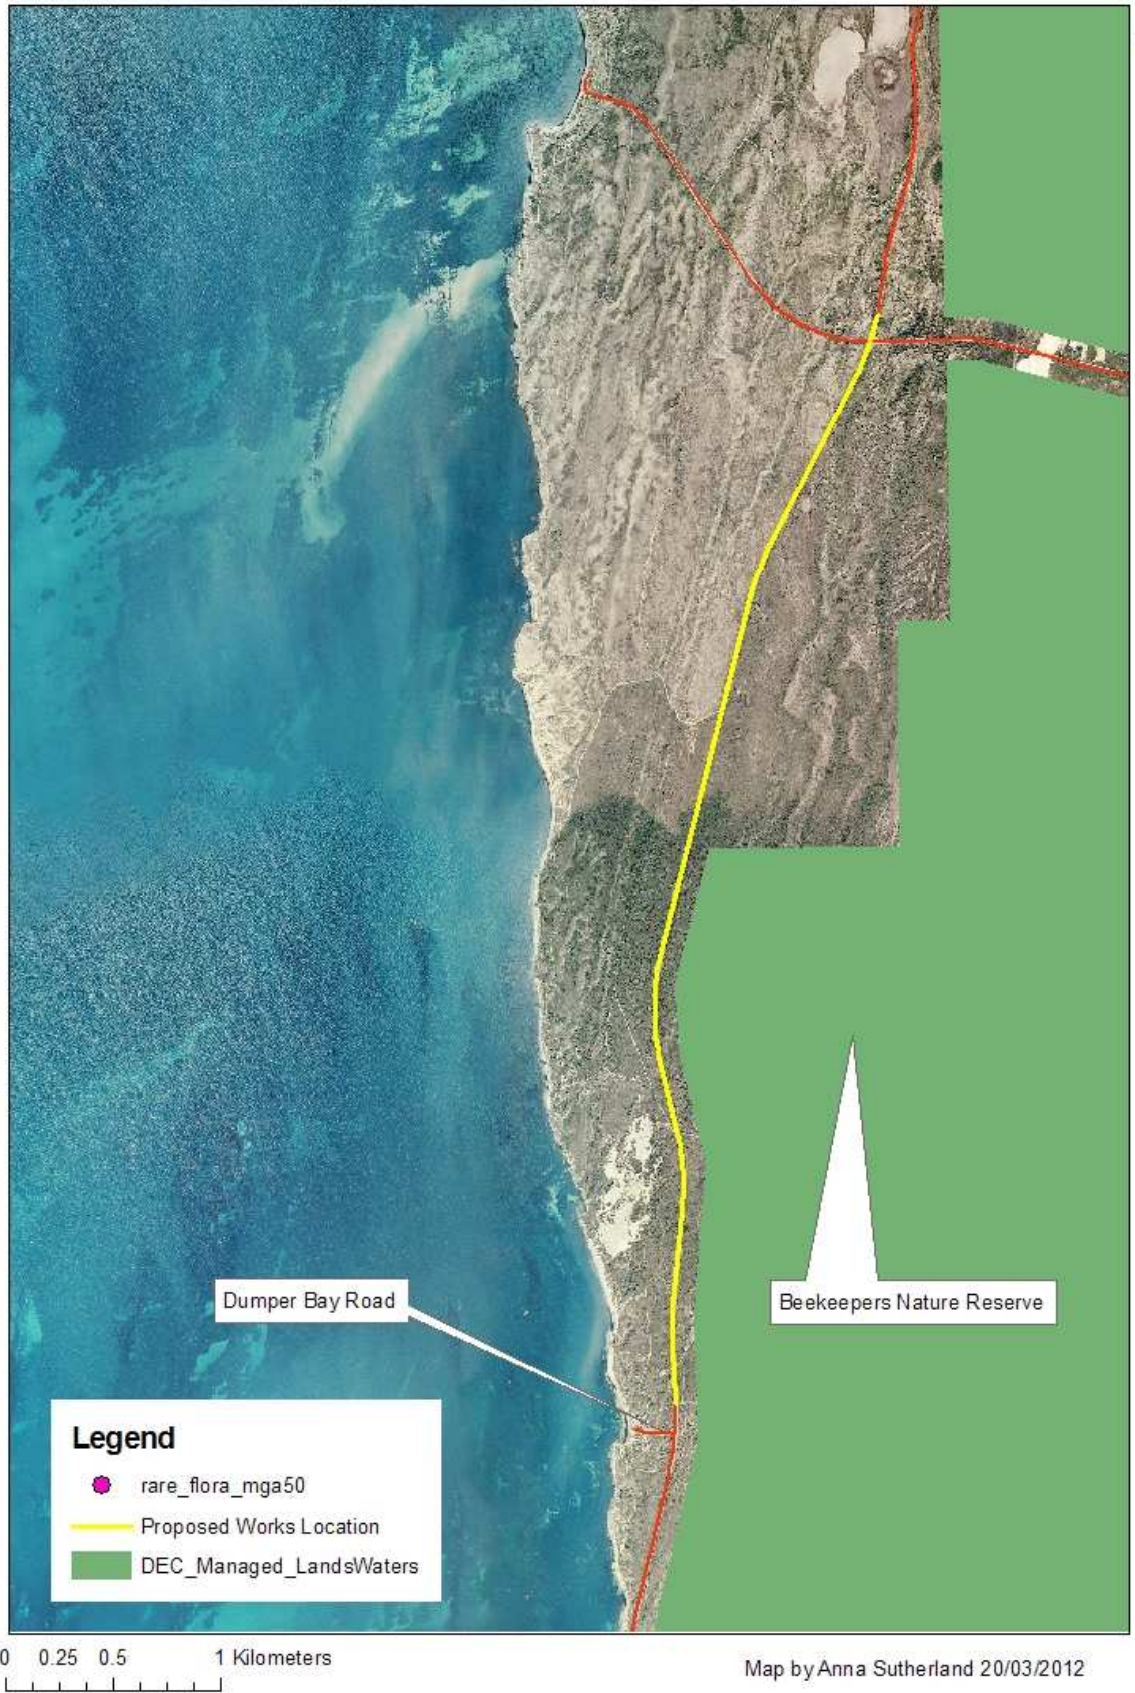 Dumper Bay Road
Beekeepers Nature Reserve
Legend
rare_flora_mga50
Proposed Works Location
DEC_Managed_LandsWaters
0 0.25 0.5 1 Kilometers
Map by Anna Sutherland 20/03/2012